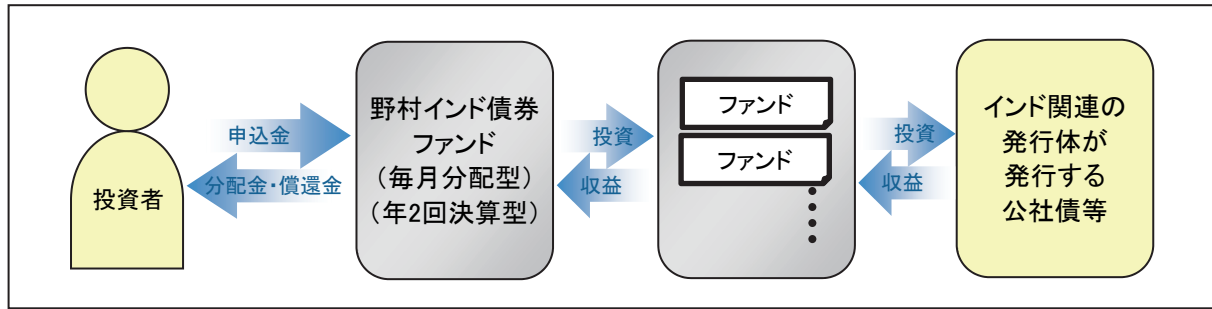 投資者
申込金
分配金・償還金
野村インド債券
ファンド
（毎月分配型）
（年2回決算型）
投資
収益
ファンド
ファンド
投資
収益
インド関連の
発行体が
発行する
公社債等